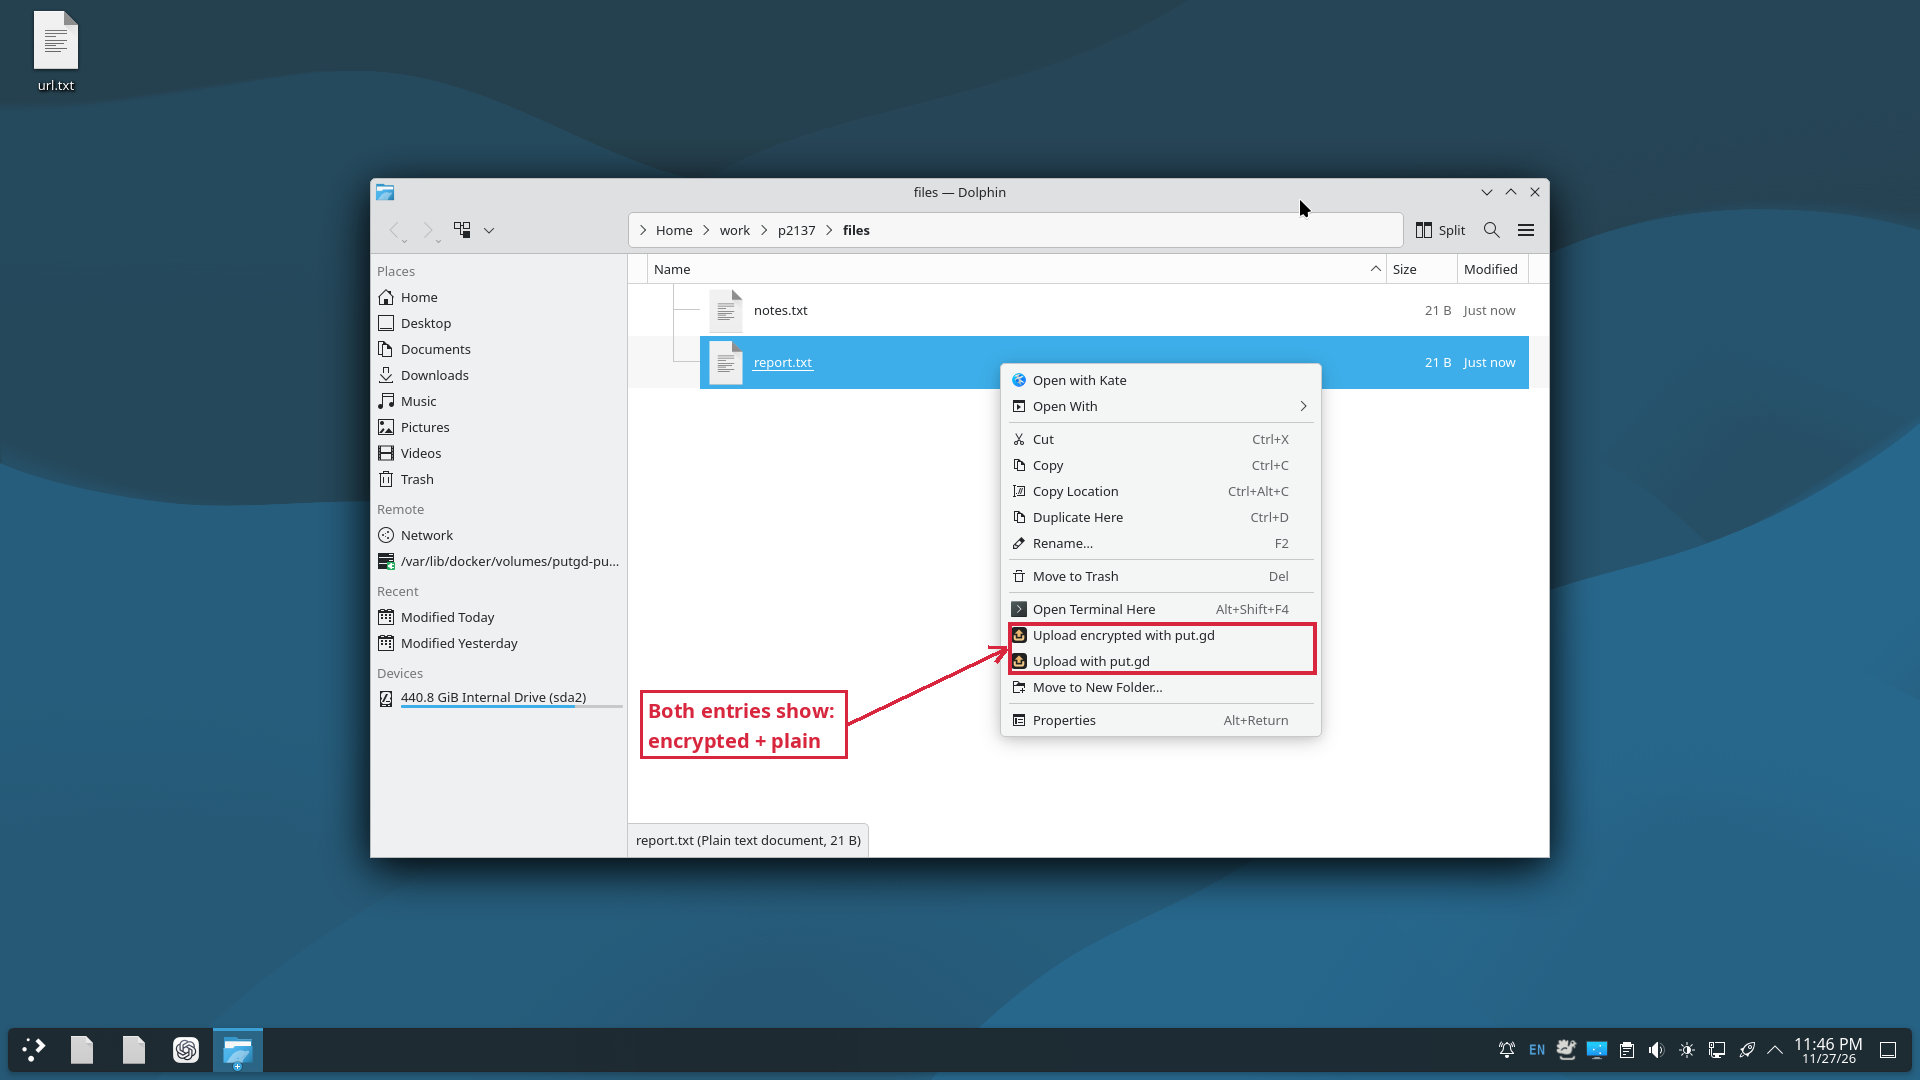 url.txt
files — Dolphin
Home work p2137 files
Split
Places
Home
Desktop
Documents
Downloads
Music
Pictures
Videos
Trash
Remote
Network
/var/lib/docker/volumes/putgd-pu...
Recent
Modified Today
Modified Yesterday
Devices
440.8 GiB Internal Drive (sda2)
Name Size Modified
notes.txt 21 B Just now
report.txt 21 B Just now
Open with Kate
Open With
Cut Ctrl+X
Copy Ctrl+C
Copy Location Ctrl+Alt+C
Duplicate Here Ctrl+D
Rename... F2
Move to Trash Del
Open Terminal Here Alt+Shift+F4
Upload encrypted with put.gd
Upload with put.gd
Move to New Folder...
Properties Alt+Return
Both entries show:
encrypted + plain
report.txt (Plain text document, 21 B)
EN
11:46 PM
11/27/26